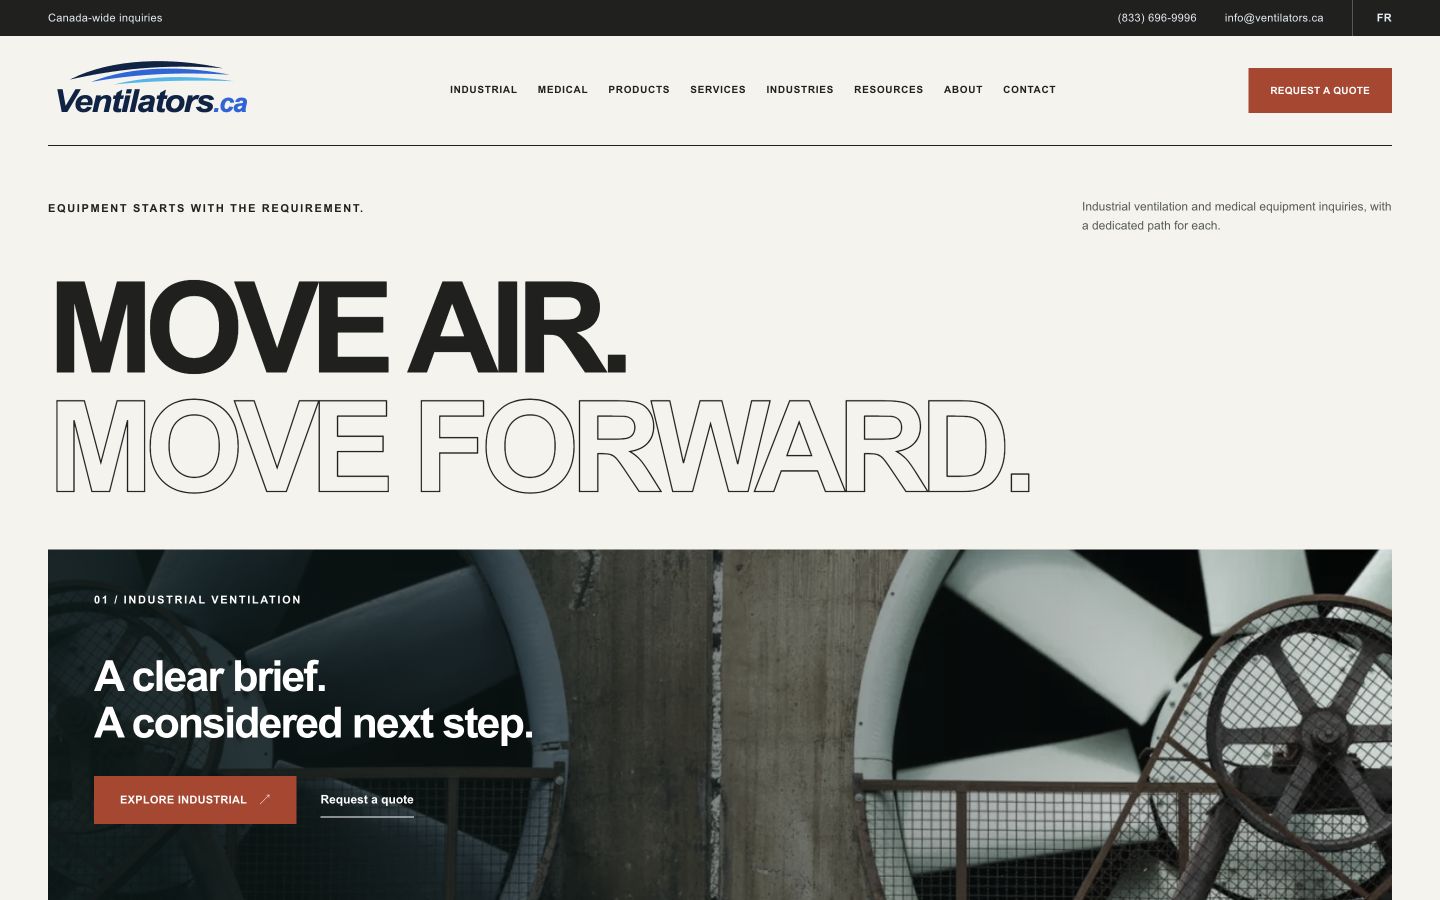 Canada-wide inquiries
(833) 696-9996
info@ventilators.ca
FR
Ventilators.ca
INDUSTRIAL
MEDICAL
PRODUCTS
SERVICES
INDUSTRIES
RESOURCES
ABOUT
CONTACT
REQUEST A QUOTE
EQUIPMENT STARTS WITH THE REQUIREMENT.
Industrial ventilation and medical equipment inquiries, with
a dedicated path for each.
MOVE AIR.
MOVE FORWARD.
01 / INDUSTRIAL VENTILATION
A clear brief.
A considered next step.
EXPLORE INDUSTRIAL
Request a quote